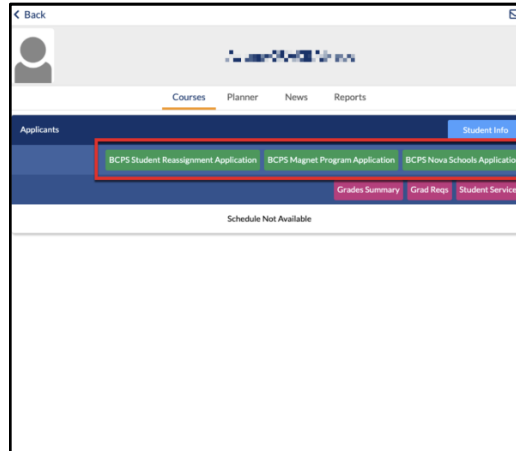 Back
Courses Planner News Reports
Applicants Student Info
BCPS Student Reassignment Application BCPS Magnet Program Application BCPS Nova Schools Applicatio
Grades Summary Grad Reqs Student Service
Schedule Not Available